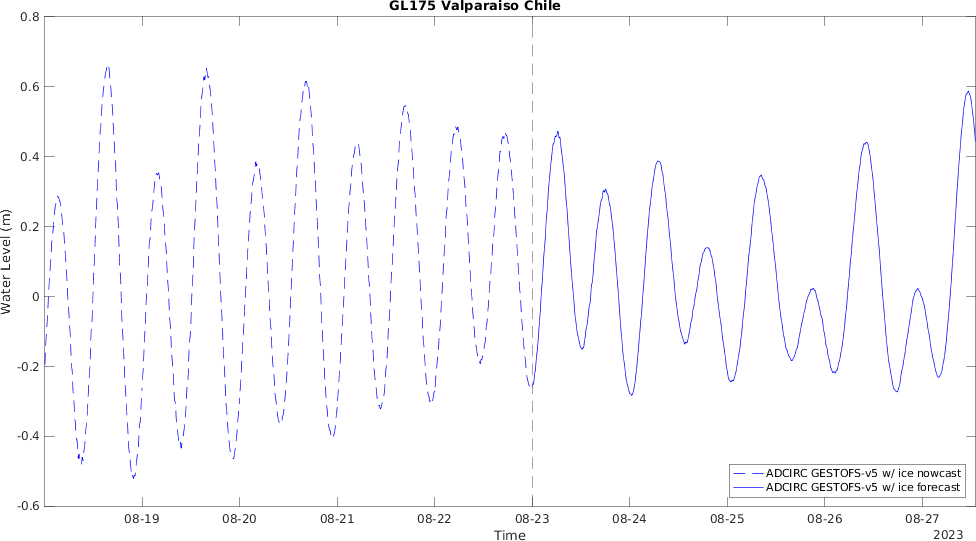 GL175 Valparaiso Chile
0.8
0.6
0.4
0.2
0
-0.2
-0.4
-0.6
Water Level (m)
ADCIRC GESTOFS-v5 w/ ice nowcast
ADCIRC GESTOFS-v5 w/ ice forecast
08-19 08-20 08-21 08-22 08-23 08-24 08-25 08-26 08-27
Time
2023